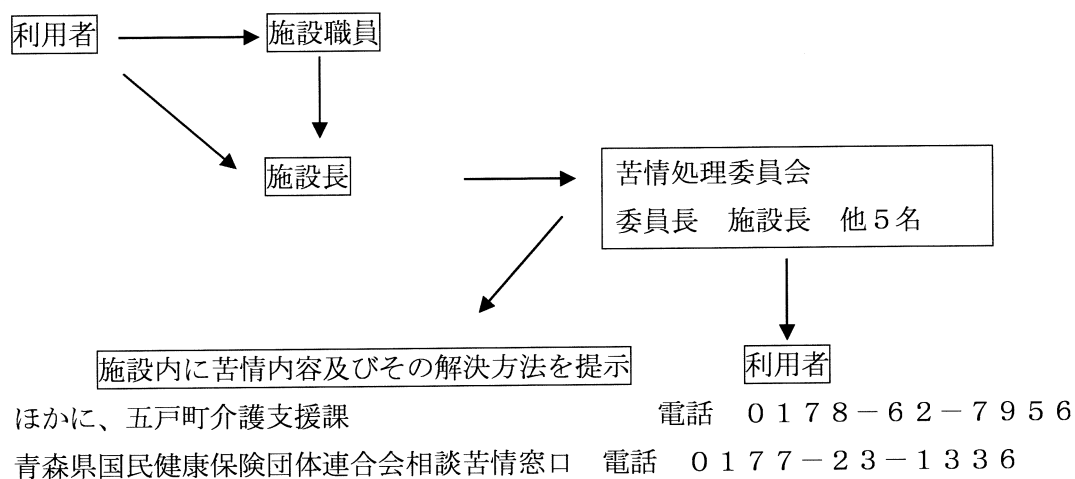 利用者
施設職員
施設長
苦情処理委員会
委員長　施設長　他５名
施設内に苦情内容及びその解決方法を提示
利用者
ほかに、五戸町介護支援課　電話　０１７８－６２－７９５６
青森県国民健康保険団体連合会相談苦情窓口　電話　０１７７－２３－１３３６